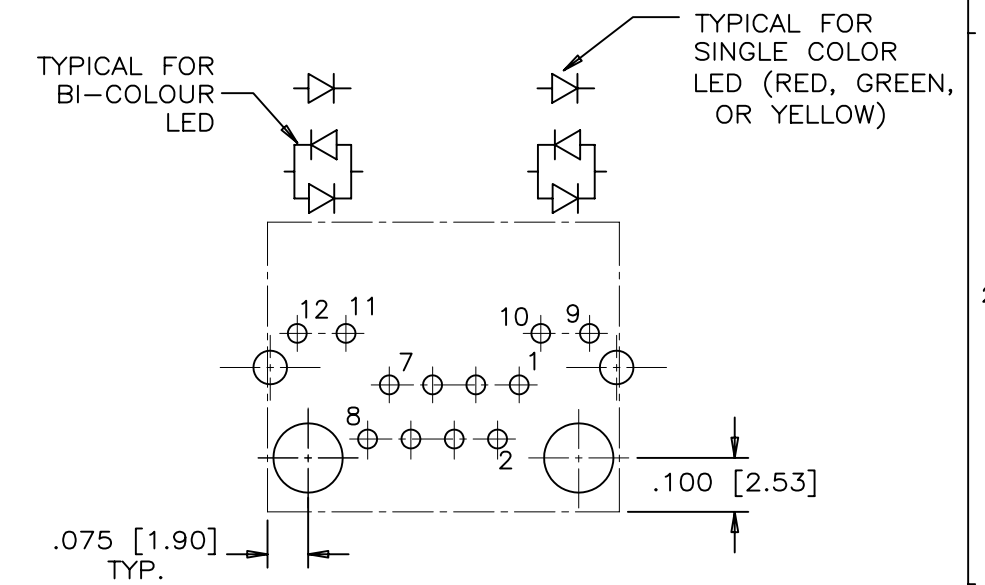 TYPICAL FOR
BI-COLOUR
LED
TYPICAL FOR
SINGLE COLOR
LED (RED, GREEN,
OR YELLOW)
12 11
10 9
7 1
8
2
.100 [2.53]
.075 [1.90]
TYP.